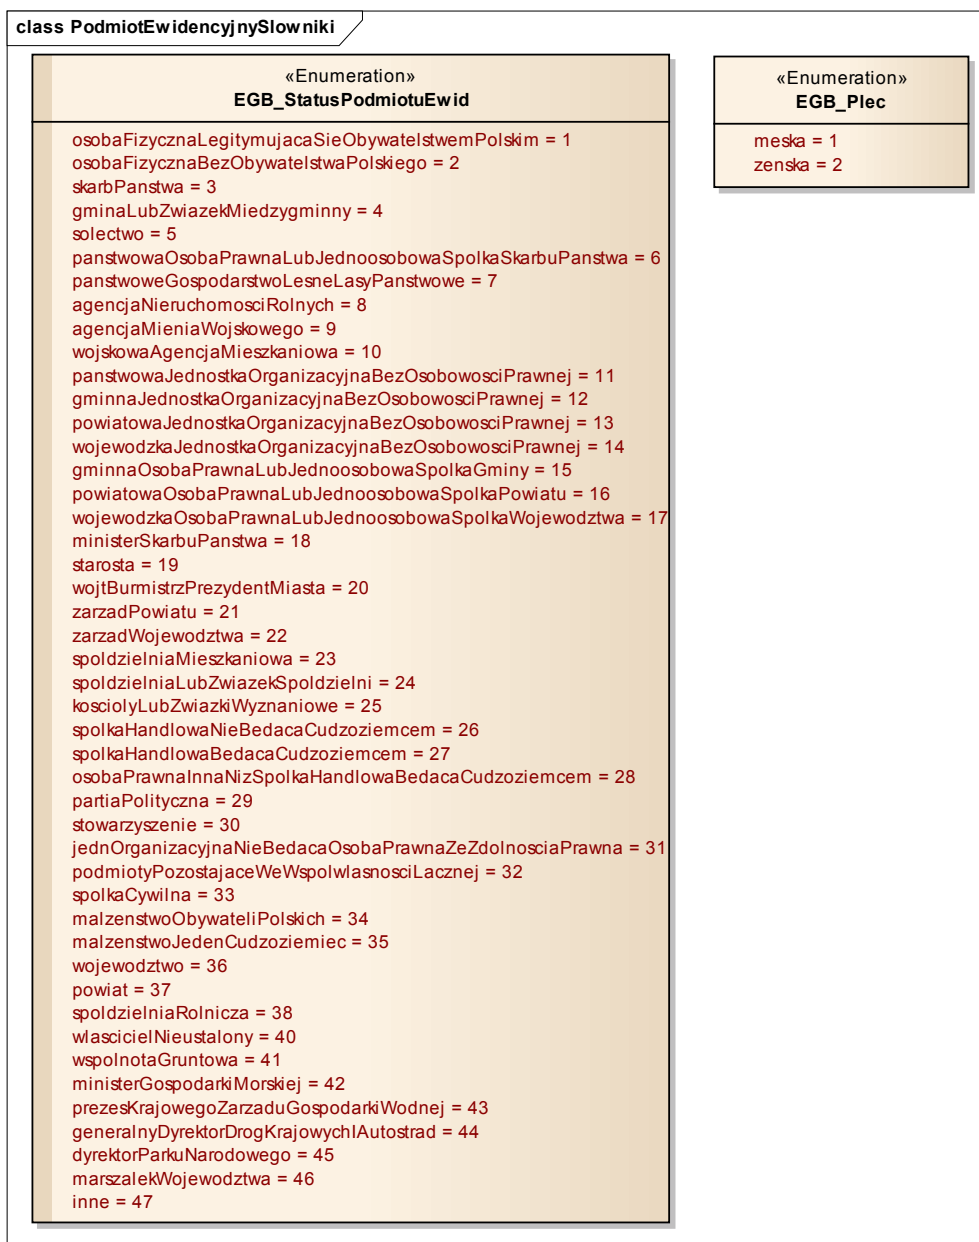 class PodmiotEwidencyjnySlowniki
«Enumeration»
EGB_StatusPodmiotuEwid
osobaFizycznaLegitymujacaSieObywatelstwemPolskim = 1
osobaFizycznaBezObywatelstwaPolskiego = 2
skarbPanstwa = 3
gminaLubZwiazekMiedzygminny = 4
solectwo = 5
panstwowaOsobaPrawnaLubJednoosobowaSpolkaSkarbuPanstwa = 6
panstwoweGospodarstwoLesneLasyPanstwowe = 7
agencjaNieruchomosciRolnych = 8
agencjaMieniaWojskowego = 9
wojskowaAgencjaMieszkaniowa = 10
panstwowaJednostkaOrganizacyjnaBezOsobowosciPrawnej = 11
gminnaJednostkaOrganizacyjnaBezOsobowosciPrawnej = 12
powiatowaJednostkaOrganizacyjnaBezOsobowosciPrawnej = 13
wojewodzkaJednostkaOrganizacyjnaBezOsobowosciPrawnej = 14
gminnaOsobaPrawnaLubJednoosobowaSpolkaGminy = 15
powiatowaOsobaPrawnaLubJednoosobowaSpolkaPowiatu = 16
wojewodzkaOsobaPrawnaLubJednoosobowaSpolkaWojewodztwa = 17
ministerSkarbuPanstwa = 18
starosta = 19
wojtBurmistrzPrezydentMiasta = 20
zarzadPowiatu = 21
zarzadWojewodztwa = 22
spoldzielniaMieszkaniowa = 23
spoldzielniaLubZwiazekSpoldzielni = 24
kosciolyLubZwiazkiWyznaniowe = 25
spolkaHandlowaNieBedacaCudzoziemcem = 26
spolkaHandlowaBedacaCudzoziemcem = 27
osobaPrawnaInnaNizSpolkaHandlowaBedacaCudzoziemcem = 28
partiaPolityczna = 29
stowarzyszenie = 30
jednOrganizacyjnaNieBedacaOsobaPrawnaZeZdolnosciaPrawna = 31
podmiotyPozostajaceWeWspolwlasnosciLacznej = 32
spolkaCywilna = 33
malzenstwoObywateliPolskich = 34
malzenstwoJedenCudzoziemiec = 35
wojewodztwo = 36
powiat = 37
spoldzielniaRolnicza = 38
wlascicielNieustalony = 40
wspolnotaGruntowa = 41
ministerGospodarkiMorskiej = 42
prezesKrajowegoZarzaduGospodarkiWodnej = 43
generalnyDyrektorDrogKrajowychIAutostrad = 44
dyrektorParkuNarodowego = 45
marszalekWojewodztwa = 46
inne = 47
«Enumeration»
EGB_Plec
meska = 1
zenska = 2